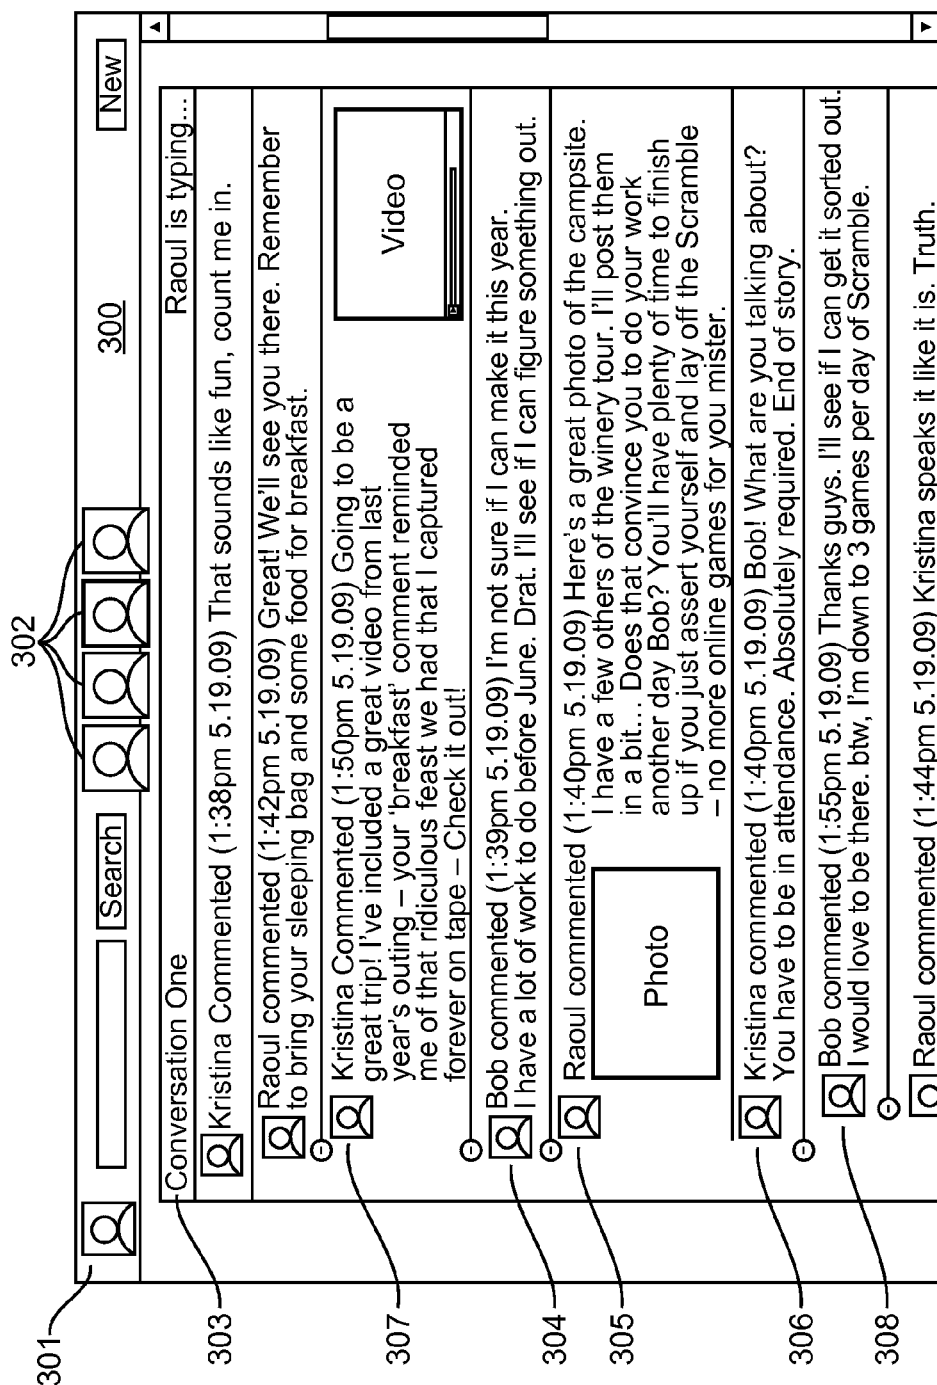 301
Search
302
300
New
303
Conversation One
Raoul is typing...
Kristina Commented (1:38pm 5.19.09) That sounds like fun, count me in.
Raoul commented (1:42pm 5.19.09) Great! We'll see you there. Remember
to bring your sleeping bag and some food for breakfast.
307
Kristina Commented (1:50pm 5.19.09) Going to be a
great trip! I've included a great video from last
year's outing – your 'breakfast' comment reminded
me of that ridiculous feast we had that I captured
forever on tape – Check it out!
Video
304
Bob commented (1:39pm 5.19.09) I'm not sure if I can make it this year.
I have a lot of work to do before June. Drat. I'll see if I can figure something out.
305
Raoul commented (1:40pm 5.19.09) Here's a great photo of the campsite.
I have a few others of the winery tour. I'll post them
in a bit... Does that convince you to do your work
another day Bob? You'll have plenty of time to finish
up if you just assert yourself and lay off the Scramble
– no more online games for you mister.
Photo
306
Kristina commented (1:40pm 5.19.09) Bob! What are you talking about?
You have to be in attendance. Absolutely required. End of story.
308
Bob commented (1:55pm 5.19.09) Thanks guys. I'll see if I can get it sorted out.
I would love to be there. btw, I'm down to 3 games per day of Scramble.
Raoul commented (1:44pm 5.19.09) Kristina speaks it like it is. Truth.